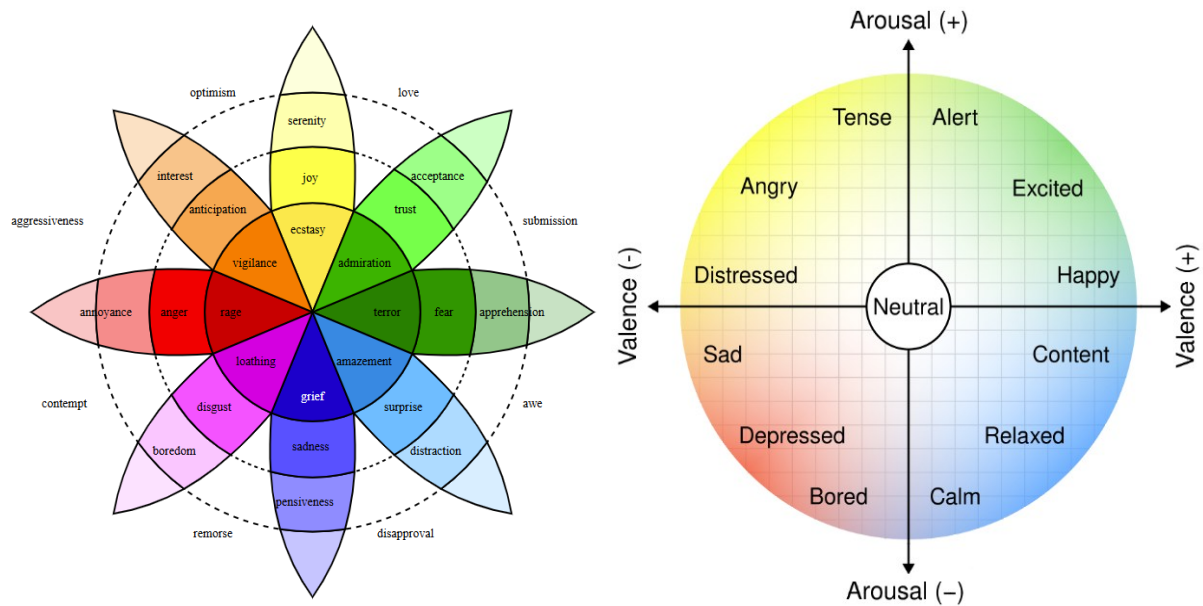 optimism
love
serenity
interest
joy
acceptance
anticipation
trust
aggressiveness
submission
ecstasy
vigilance
admiration
annoyance
anger
rage
terror
fear
apprehension
loathing
amazement
grief
contempt
disgust
surprise
awe
boredom
sadness
distraction
pensiveness
remorse
disapproval
Arousal (+)
Tense
Alert
Angry
Excited
Distressed
Happy
Valence (-)
Neutral
Valence (+)
Sad
Content
Depressed
Relaxed
Bored
Calm
Arousal (−)